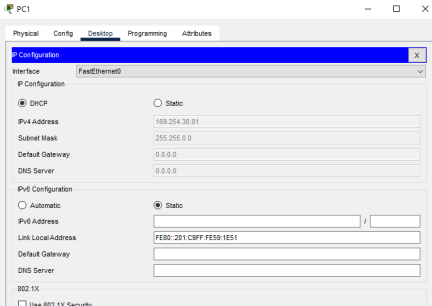 PC1
Physical Config Desktop Programming Attributes
IP Configuration X
Interface FastEthernet0
IP Configuration
DHCP Static
IPv4 Address 169.254.30.81
Subnet Mask 255.255.0.0
Default Gateway 0.0.0.0
DNS Server 0.0.0.0
IPv6 Configuration
Automatic Static
IPv6 Address /
Link Local Address FE80::201:C9FF:FE59:1E51
Default Gateway
DNS Server
802.1X
Use 802.1X Security